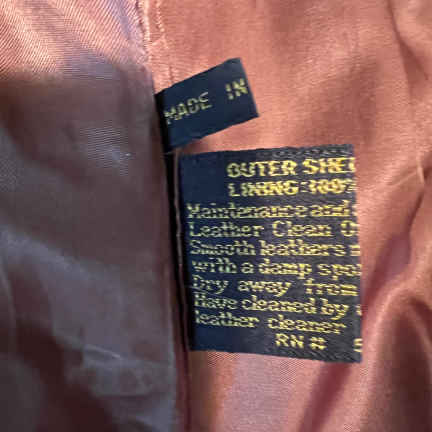 MADE IN
OUTER SHEL
LINING: 100%
Maintenance and
Leather Clean O
Smooth leathers m
with a damp spo
Dry away from
Have cleaned by
leather cleaner
RN #